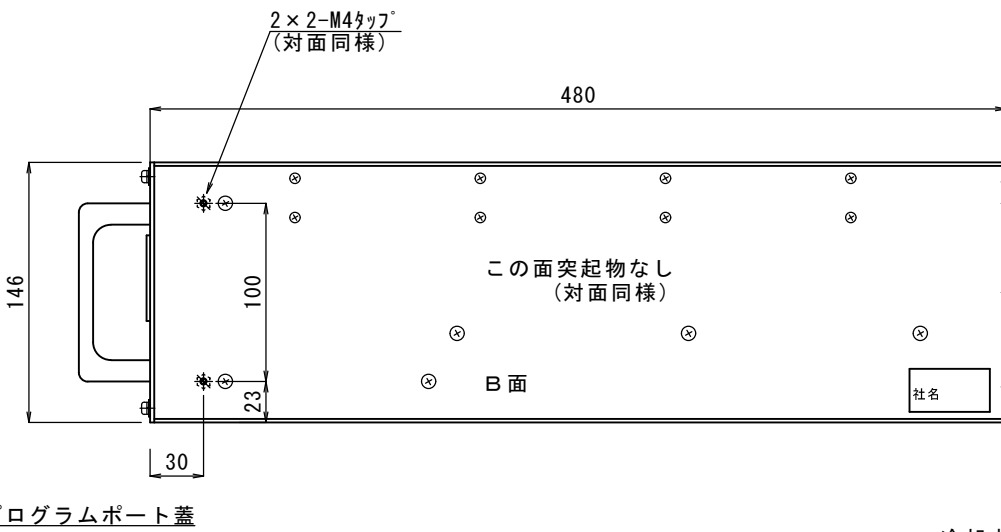 2×2-M4ﾀｯﾌﾟ
(対面同様)
480
146
100
この面突起物なし
(対面同様)
B面
23
社名
30
プログラムポート蓋